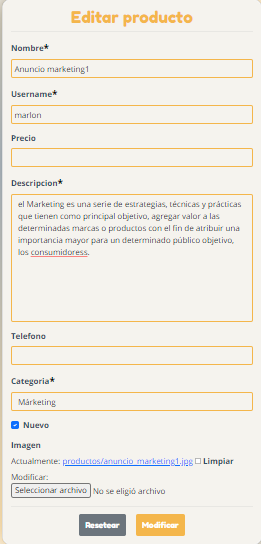 Editar producto
Nombre*
Anuncio marketing1
Username*
marlon
Precio
Descripcion*
el Marketing es una serie de estrategias, técnicas y prácticas
que tienen como principal objetivo, agregar valor a las
determinadas marcas o productos con el fin de atribuir una
importancia mayor para un determinado público objetivo,
los consumidoress.
Telefono
Categoria*
Márketing
Nuevo
Imagen
Actualmente: productos/anuncio_marketing1.jpg Limpiar
Modificar:
Seleccionar archivo No se eligió archivo
Resetear Modificar